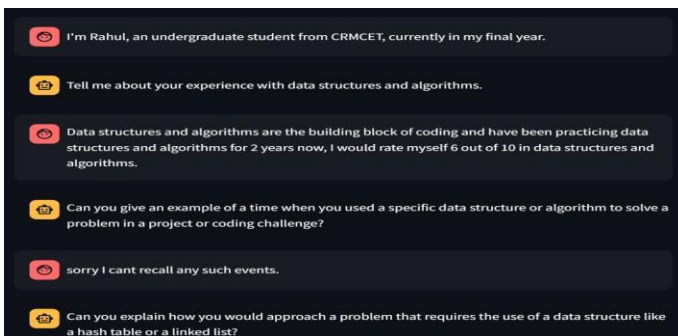 I'm Rahul, an undergraduate student from CRMCET, currently in my final year.
Tell me about your experience with data structures and algorithms.
Data structures and algorithms are the building block of coding and have been practicing data
structures and algorithms for 2 years now, I would rate myself 6 out of 10 in data structures and
algorithms.
Can you give an example of a time when you used a specific data structure or algorithm to solve a
problem in a project or coding challenge?
sorry I cant recall any such events.
Can you explain how you would approach a problem that requires the use of a data structure like
a hash table or a linked list?